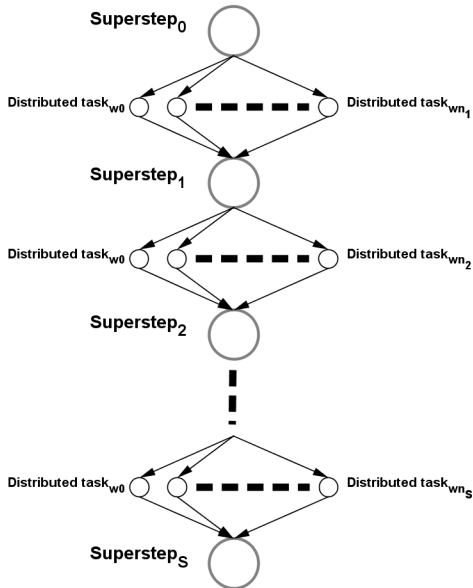 Superstep0
Distributed taskw0 Distributed taskwn1
Superstep1
Distributed taskw0 Distributed taskwn2
Superstep2
Distributed taskw0 Distributed taskwns
SuperstepS